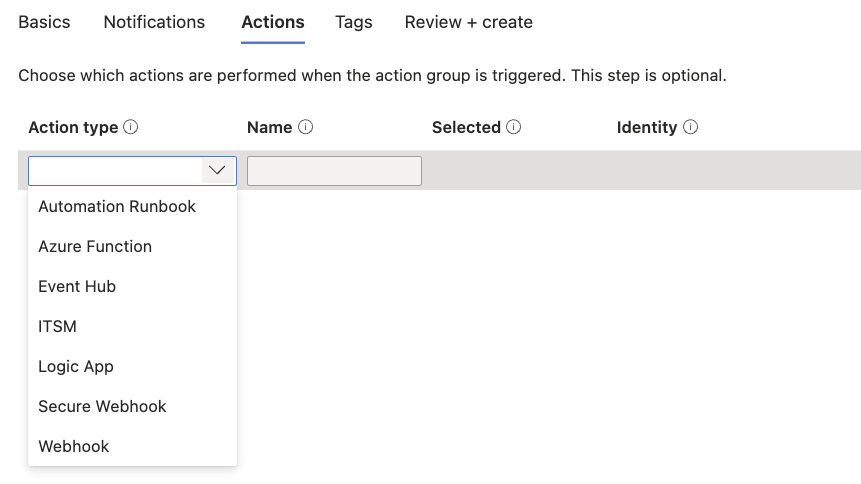 Basics Notifications Actions Tags Review + create
Choose which actions are performed when the action group is triggered. This step is optional.
Action type Name Selected Identity
Automation Runbook
Azure Function
Event Hub
ITSM
Logic App
Secure Webhook
Webhook